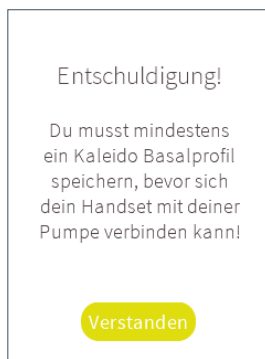 Entschuldigung!
Du musst mindestens
ein Kaleido Basalprofil
speichern, bevor sich
dein Handset mit deiner
Pumpe verbinden kann!
Verstanden